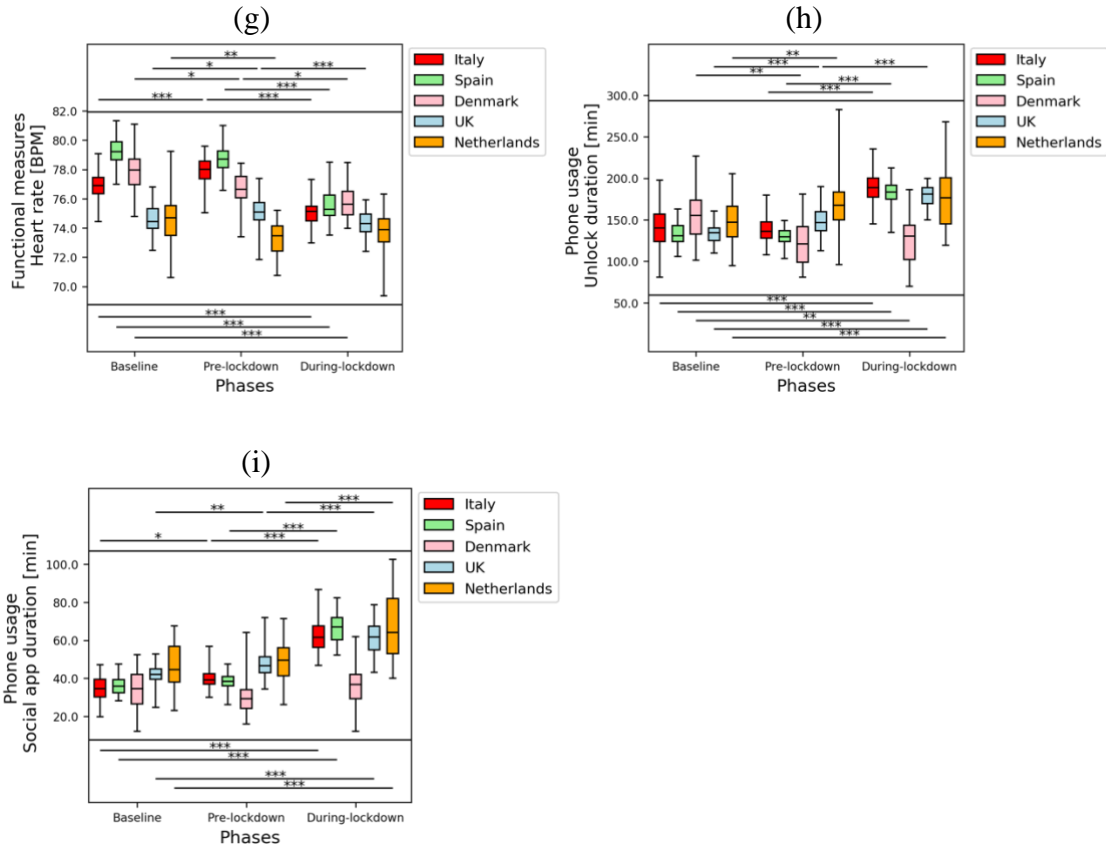 (g)
**
* ***
* *
***
*** ***
Functional measures
Heart rate [BPM]
82.0
80.0
78.0
76.0
74.0
72.0
70.0
***
***
***
Baseline
Pre-lockdown
During-lockdown
Phases
Italy
Spain
Denmark
UK
Netherlands
(h)
**
*** ***
**
***
***
Phone usage
Unlock duration [min]
300.0
250.0
200.0
150.0
100.0
50.0
***
***
**
***
***
Baseline
Pre-lockdown
During-lockdown
Phases
Italy
Spain
Denmark
UK
Netherlands
(i)
***
** ***
***
* ***
Phone usage
Social app duration [min]
100.0
80.0
60.0
40.0
20.0
***
***
***
***
Baseline
Pre-lockdown
During-lockdown
Phases
Italy
Spain
Denmark
UK
Netherlands